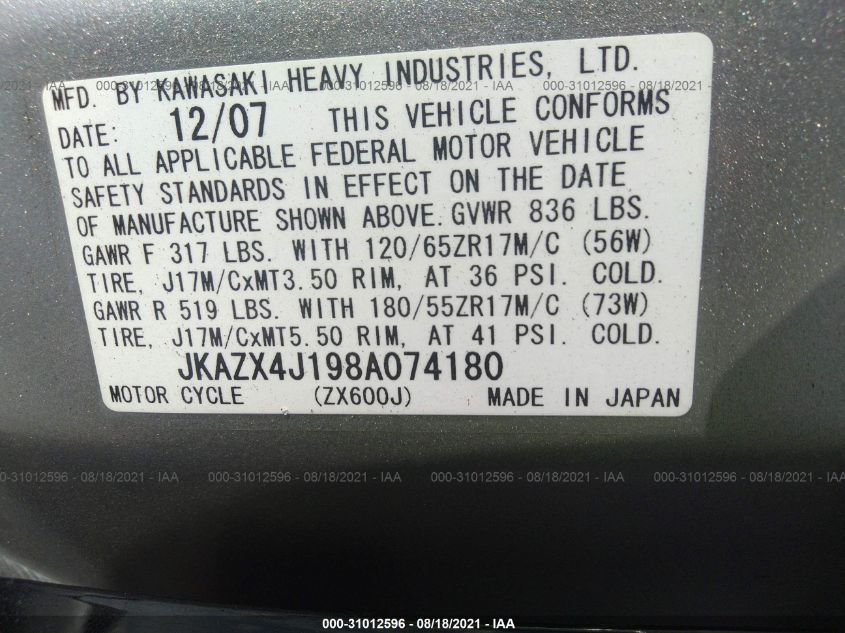 MFD. BY KAWASAKI HEAVY INDUSTRIES, LTD.
DATE: 12/07 THIS VEHICLE CONFORMS
TO ALL APPLICABLE FEDERAL MOTOR VEHICLE
SAFETY STANDARDS IN EFFECT ON THE DATE
OF MANUFACTURE SHOWN ABOVE. GVWR 836 LBS.
GAWR F 317 LBS. WITH 120/65ZR17M/C (56W)
TIRE, J17M/CxMT3.50 RIM, AT 36 PSI. COLD.
GAWR R 519 LBS. WITH 180/55ZR17M/C (73W)
TIRE, J17M/CxMT5.50 RIM, AT 41 PSI. COLD.
JKAZX4J198A074180
MOTOR CYCLE (ZX600J) MADE IN JAPAN
000-31012596 - 08/18/2021 - IAA